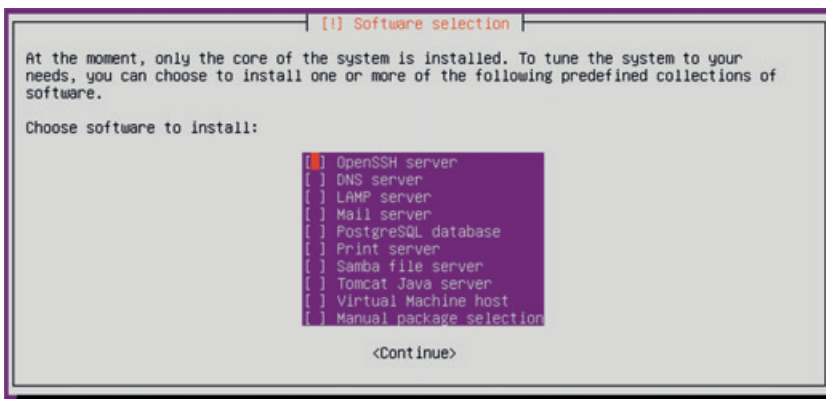 [!] Software selection
At the moment, only the core of the system is installed. To tune the system to your
needs, you can choose to install one or more of the following predefined collections of
software.
Choose software to install:
[ ] OpenSSH server
[ ] DNS server
[ ] LAMP server
[ ] Mail server
[ ] PostgreSQL database
[ ] Print server
[ ] Samba file server
[ ] Tomcat Java server
[ ] Virtual Machine host
[ ] Manual package selection
<Continue>